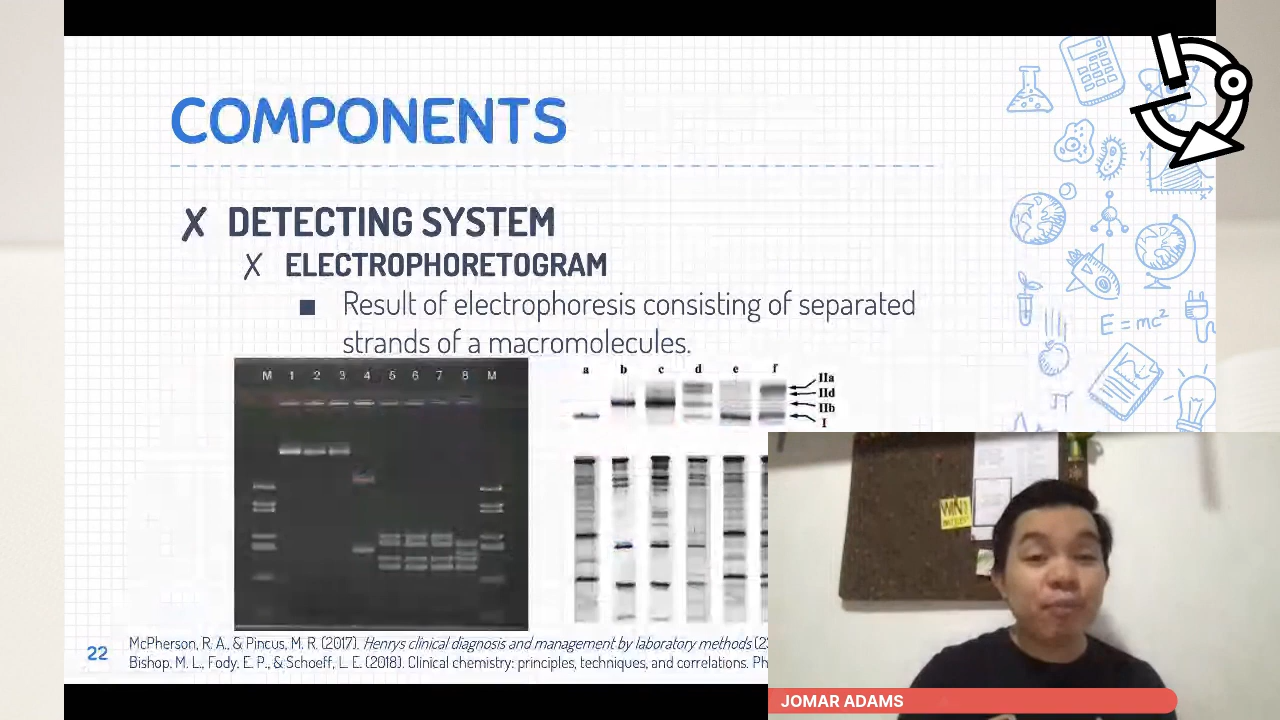 COMPONENTS
✗ DETECTING SYSTEM
✗ ELECTROPHORETOGRAM
■ Result of electrophoresis consisting of separated
strands of a macromolecules.
M 1 2 3 4 5 6 7 8 M
a b c d e f
IIa
IId
IIb
I
E = mc²
y
x
WIN!
22
McPherson, R. A., & Pincus, M. R. (2017). Henrys clinical diagnosis and management by laboratory methods
Bishop. M. L., Fody, E. P., & Schoeff, L. E. (2018). Clinical chemistry: principles, techniques, and correlations. Ph
JOMAR ADAMS